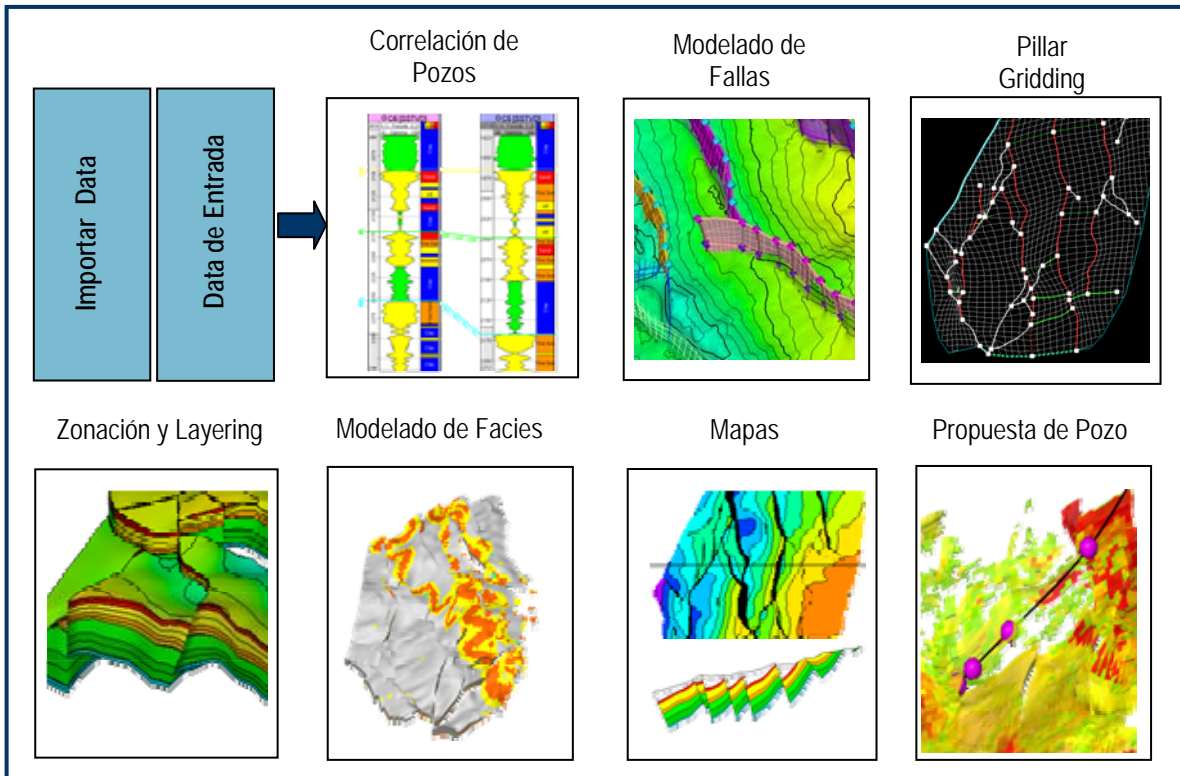 Correlación de
Pozos
Modelado de
Fallas
Pillar
Gridding
Importar Data
Data de Entrada
Zonación y Layering
Modelado de Facies
Mapas
Propuesta de Pozo